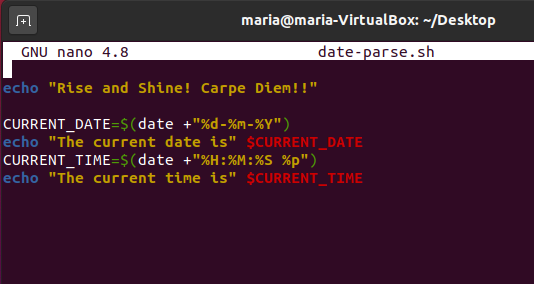 maria@maria-VirtualBox: ~/Desktop
GNU nano 4.8 date-parse.sh
echo "Rise and Shine! Carpe Diem!!"
CURRENT_DATE=$(date +"%d-%m-%Y")
echo "The current date is" $CURRENT_DATE
CURRENT_TIME=$(date +"%H:%M:%S %p")
echo "The current time is" $CURRENT_TIME